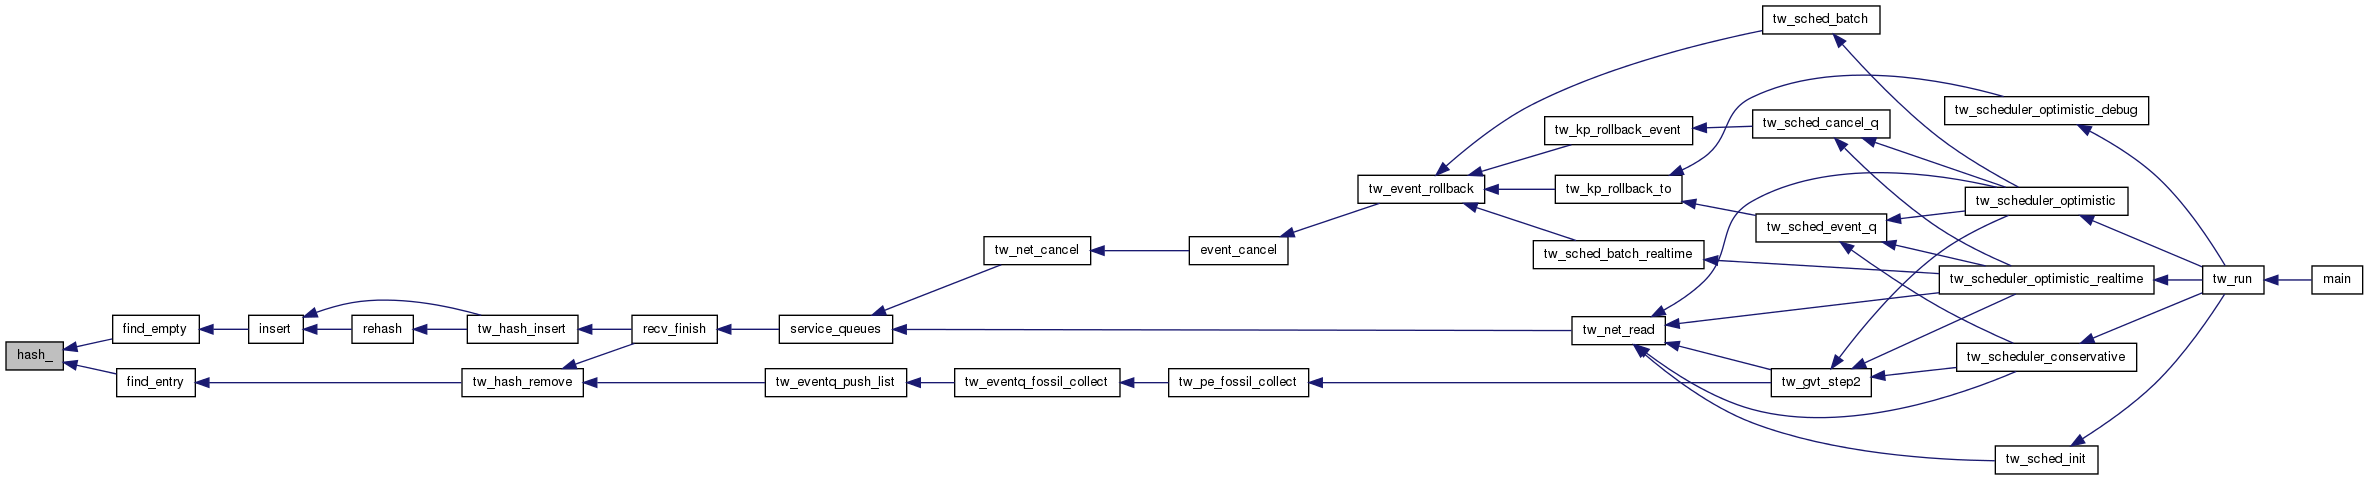 tw_sched_batch
tw_scheduler_optimistic_debug
tw_sched_cancel_q
tw_kp_rollback_event
tw_event_rollback
tw_kp_rollback_to
tw_scheduler_optimistic
tw_sched_event_q
tw_net_cancel
event_cancel
tw_sched_batch_realtime
tw_scheduler_optimistic_realtime
tw_run
main
find_empty
insert
rehash
tw_hash_insert
recv_finish
service_queues
tw_net_read
hash_
tw_scheduler_conservative
find_entry
tw_hash_remove
tw_eventq_push_list
tw_eventq_fossil_collect
tw_pe_fossil_collect
tw_gvt_step2
tw_sched_init